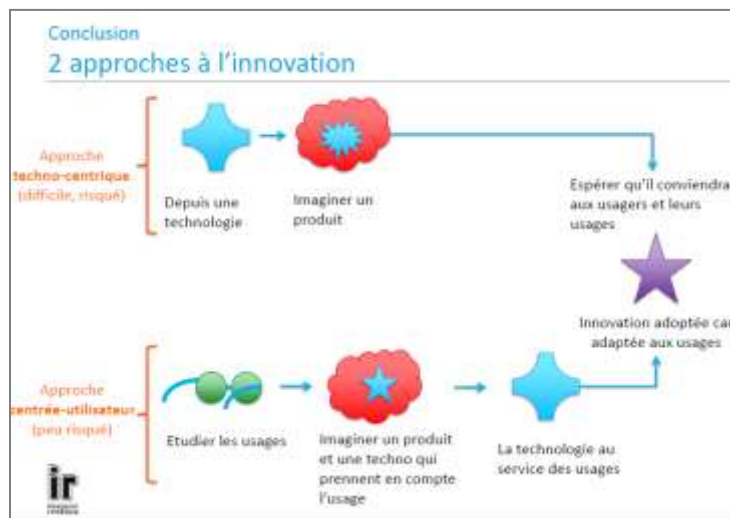 Conclusion
2 approches à l'innovation
Approche
techno-centrique
(difficile, risqué)
Depuis une
technologie
Imaginer un
produit
Espérer qu'il conviendra
aux usagers et leurs
usages
Innovation adoptée car
adaptée aux usages
Approche
centrée-utilisateur
(peu risqué)
Etudier les usages
Imaginer un produit
et une techno qui
prennent en compte
l'usage
La technologie au
service des usages
ir